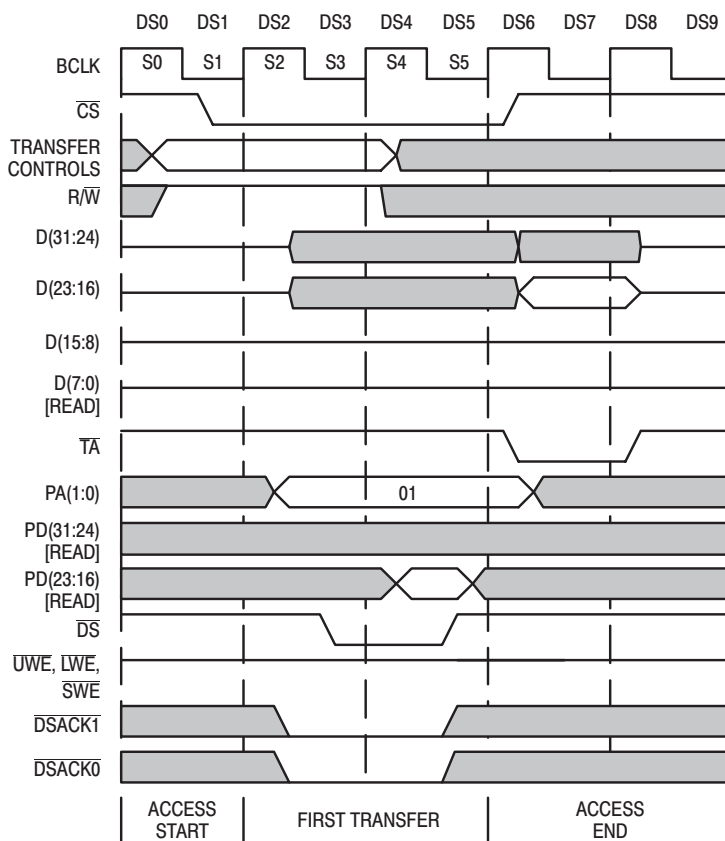 DS0 DS1 DS2 DS3 DS4 DS5 DS6 DS7 DS8 DS9
BCLK S0 S1 S2 S3 S4 S5
CS
TRANSFER
CONTROLS
R/W
D(31:24)
D(23:16)
D(15:8)
D(7:0)
[READ]
TA
PA(1:0) 01
PD(31:24)
[READ]
PD(23:16)
[READ]
DS
UWE, LWE,
SWE
DSACK1
DSACK0
ACCESS
START
FIRST TRANSFER
ACCESS
END